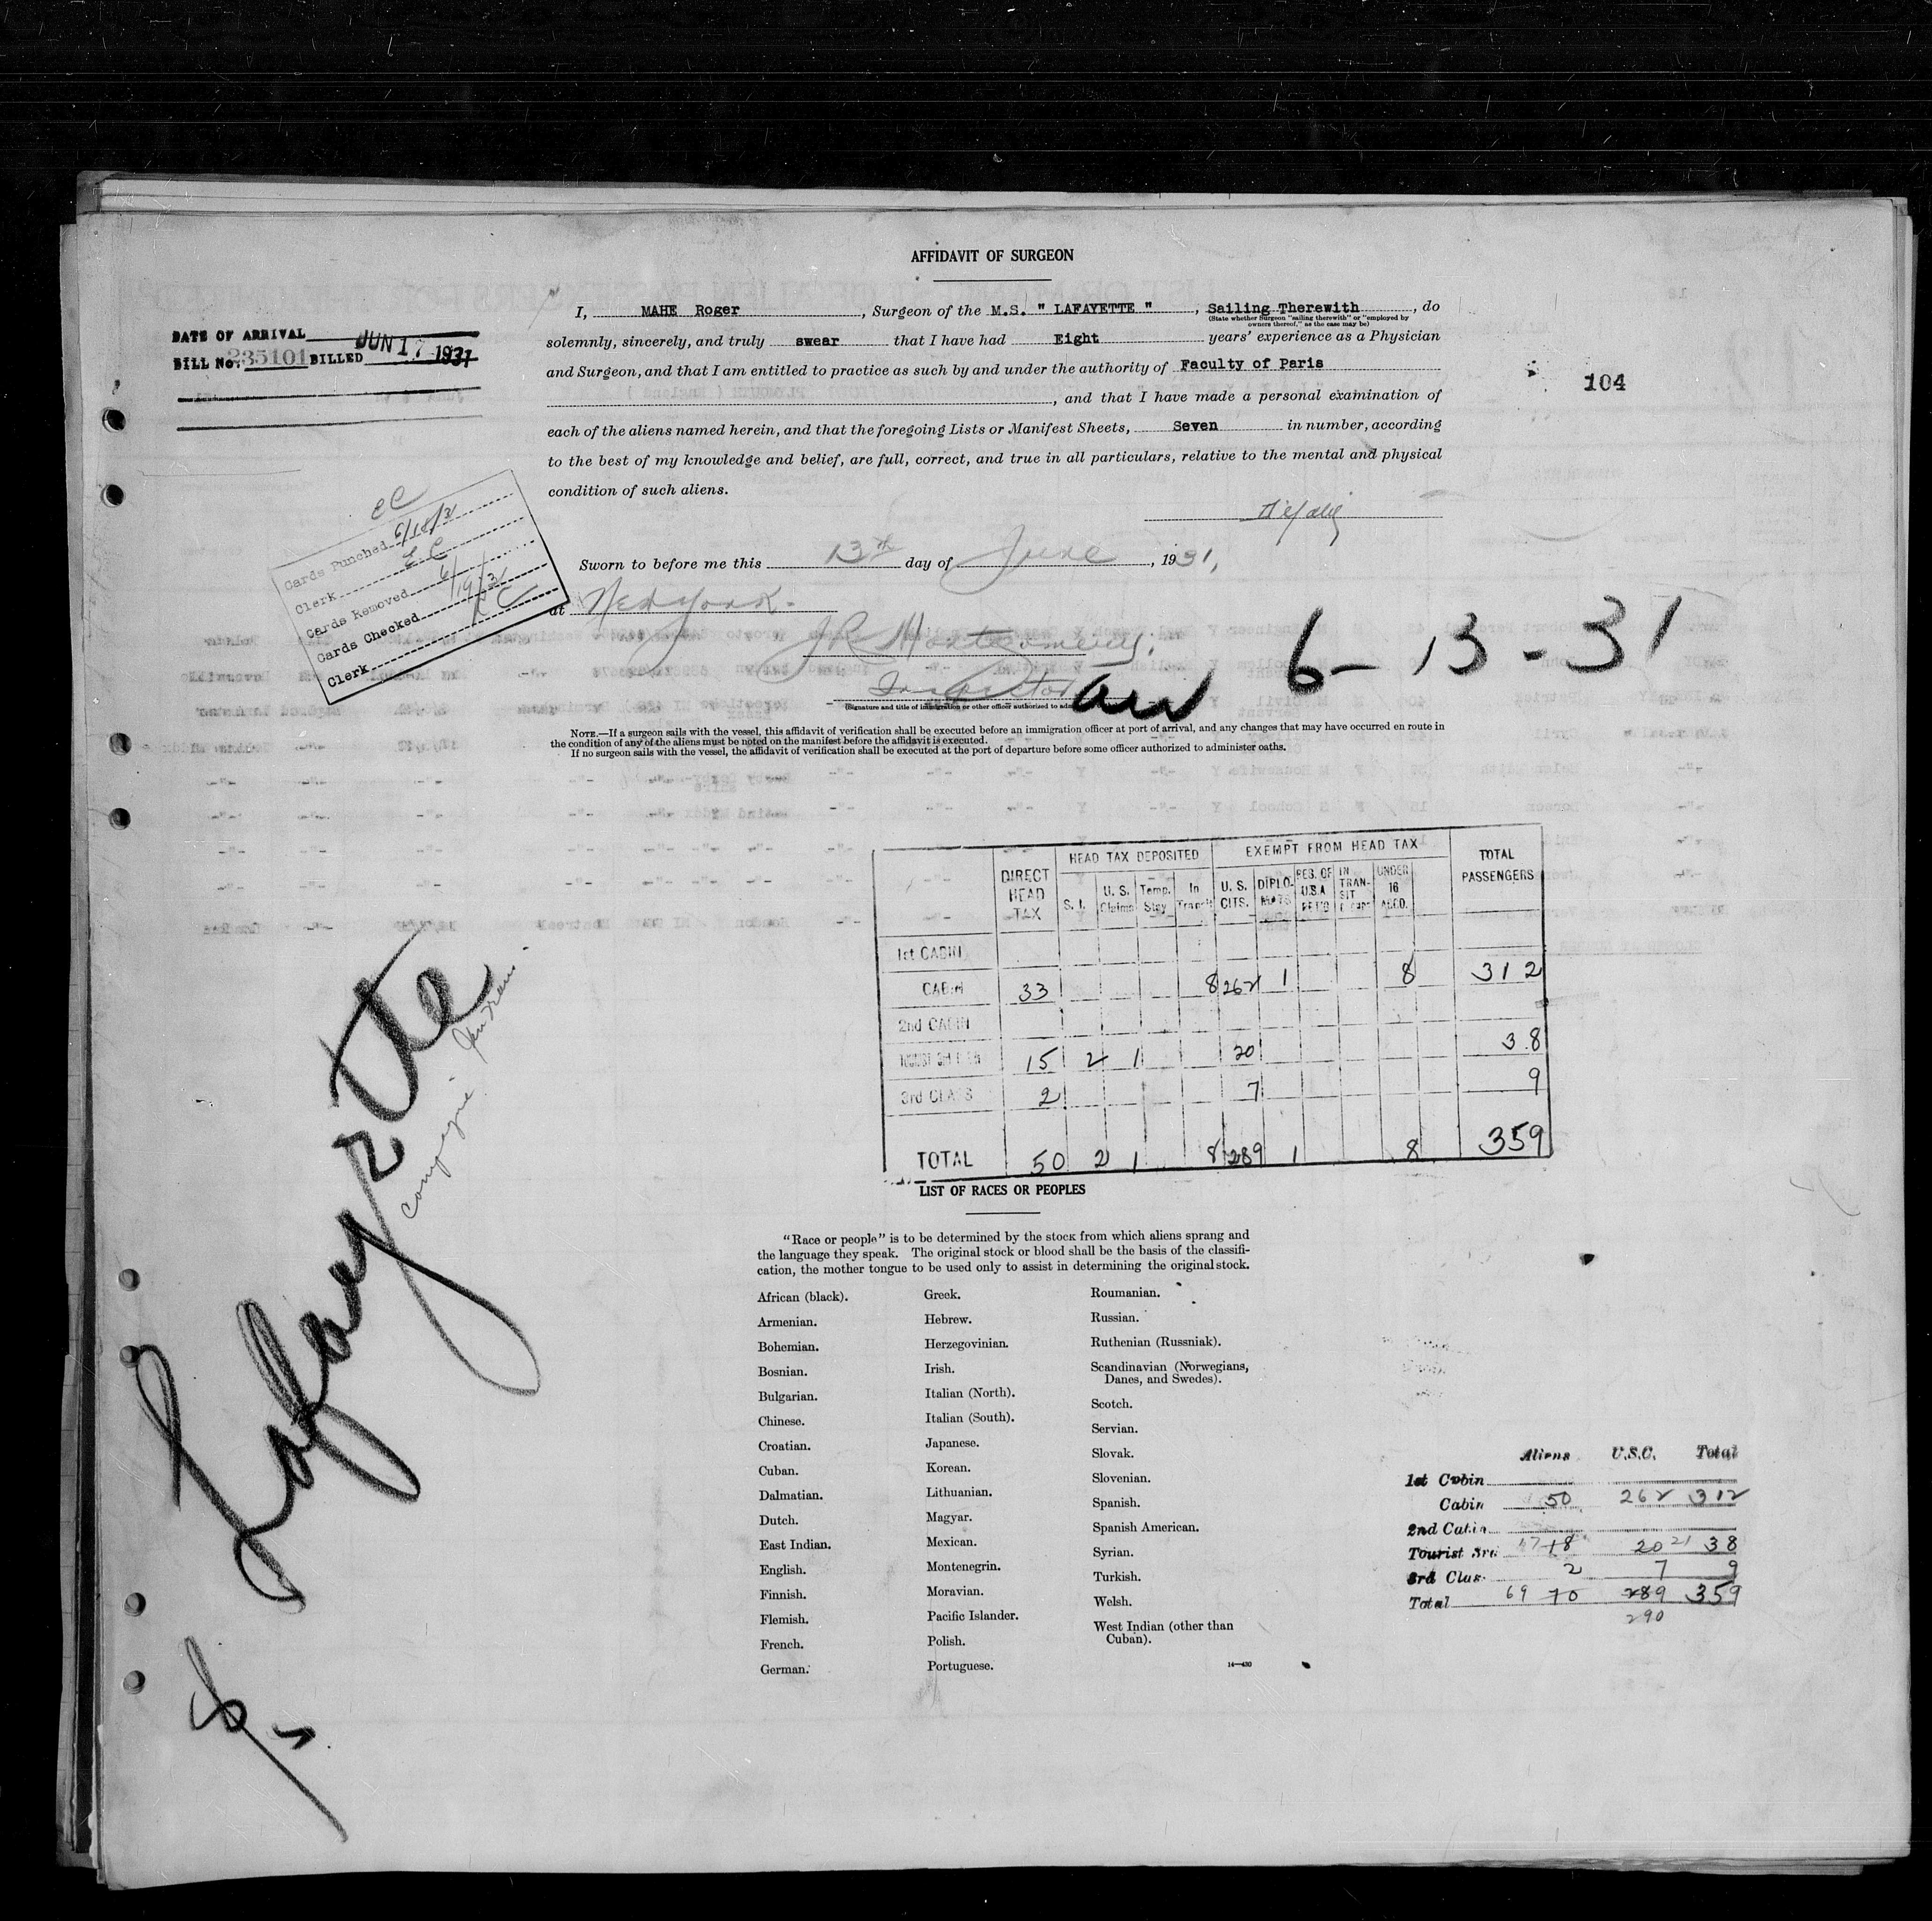 AFFIDAVIT OF SURGEON
I, MAHE Roger, Surgeon of the M.S. " LAFAYETTE ", Sailing Therewith, do
(State whether Surgeon "sailing therewith" or "employed by
owners thereof," as the case may be)
solemnly, sincerely, and truly swear that I have had Eight years' experience as a Physician
and Surgeon, and that I am entitled to practice as such by and under the authority of Faculty of Paris
, and that I have made a personal examination of
each of the aliens named herein, and that the foregoing Lists or Manifest Sheets, Seven in number, according
to the best of my knowledge and belief, are full, correct, and true in all particulars, relative to the mental and physical
condition of such aliens.
Sworn to before me this 13th day of June, 1931,
at New York.
Inspector
(Signature and title of immigration or other officer authorized to
NOTE.—If a surgeon sails with the vessel, this affidavit of verification shall be executed before an immigration officer at port of arrival, and any changes that may have occurred en route in
the condition of any of the aliens must be noted on the manifest before the affidavit is executed.
If no surgeon sails with the vessel, the affidavit of verification shall be executed at the port of departure before some officer authorized to administer oaths.
DATE OF ARRIVAL
BILL No. 235101 BILLED JUN 17 1931
104
EC
Cards Punched 6/18/31
Clerk EC
Cards Removed
Cards Checked 6/19/31
Clerk
6-13-31
Lafayette
DIRECT HEAD TAX
HEAD TAX DEPOSITED
EXEMPT FROM HEAD TAX
TOTAL PASSENGERS
S. I. U. S. Claims Temp. Stay In Transit U. S. CITS. DIPLOMATS RES. OF U.S.A. RET'G IN TRANSIT UNDER 16 ACCD.
1st CABIN
CABIN 33 8 262 1 8 312
2nd CABIN
TOURIST 3rd 15 2 1 20 38
3rd CLASS 2 7 9
TOTAL 50 2 1 8 289 1 8 359
LIST OF RACES OR PEOPLES
"Race or people" is to be determined by the stock from which aliens sprang and
the language they speak. The original stock or blood shall be the basis of the classifi-
cation, the mother tongue to be used only to assist in determining the original stock.
African (black).
Armenian.
Bohemian.
Bosnian.
Bulgarian.
Chinese.
Croatian.
Cuban.
Dalmatian.
Dutch.
East Indian.
English.
Finnish.
Flemish.
French.
German.
Greek.
Hebrew.
Herzegovinian.
Irish.
Italian (North).
Italian (South).
Japanese.
Korean.
Lithuanian.
Magyar.
Mexican.
Montenegrin.
Moravian.
Pacific Islander.
Polish.
Portuguese.
Roumanian.
Russian.
Ruthenian (Russniak).
Scandinavian (Norwegians,
Danes, and Swedes).
Scotch.
Servian.
Slovak.
Slovenian.
Spanish.
Spanish American.
Syrian.
Turkish.
Welsh.
West Indian (other than
Cuban).
14—430
Aliens U.S.C. Total
1st Cabin
Cabin 50 262 312
2nd Cabin
Tourist 3rd 17 18 20 21 38
3rd Class 2 7 9
Total 69 70 289 359
290